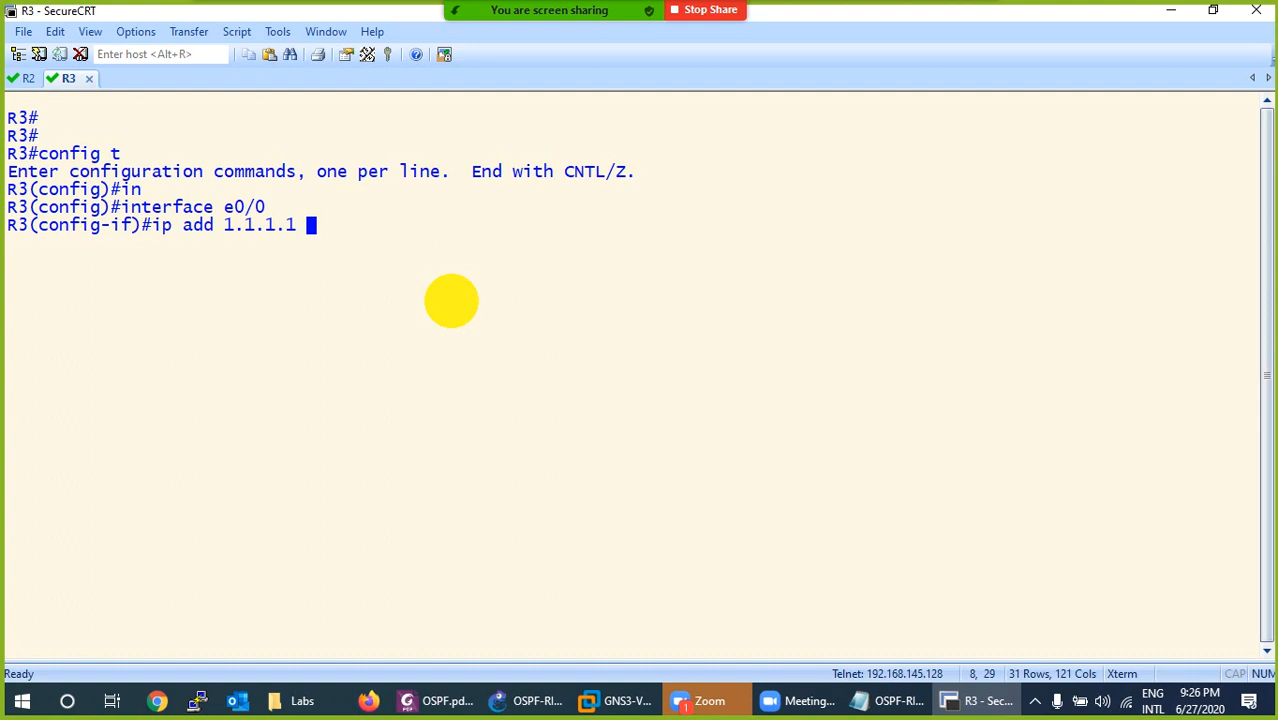 You are screen sharing
Stop Share
R3 - SecureCRT
File Edit View Options Transfer Script Tools Window Help
Enter host <Alt+R>
R2 R3
R3#
R3#
R3#config t
Enter configuration commands, one per line.  End with CNTL/Z.
R3(config)#in
R3(config)#interface e0/0
R3(config-if)#ip add 1.1.1.1
Ready Telnet: 192.168.145.128 8, 29 31 Rows, 121 Cols Xterm CAP NUM
Labs OSPF.pd... OSPF-RI... GNS3-V... 1 Zoom Meeting... OSPF-RI... R3 - Sec... ENG 9:26 PM
INTL 6/27/2020